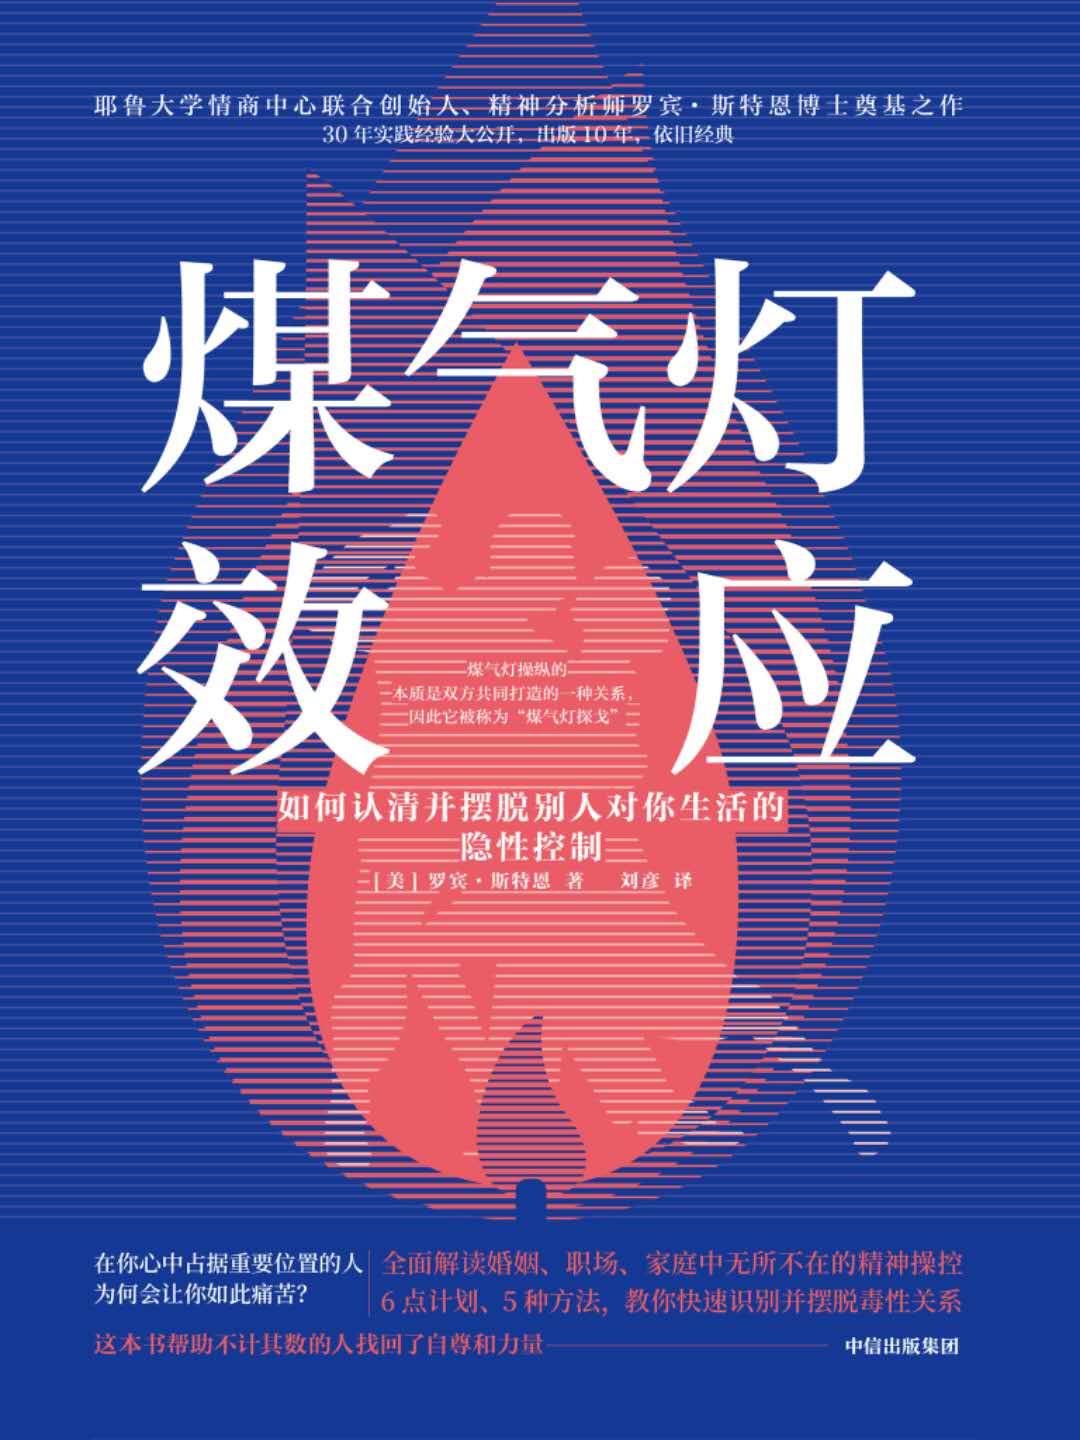 耶鲁大学情商中心联合创始人、精神分析师罗宾·斯特恩博士奠基之作
30年实践经验大公开，出版10年，依旧经典
煤气灯
效应
煤气灯操纵的
本质是双方共同打造的一种关系，
因此它被称为“煤气灯探戈”
如何认清并摆脱别人对你生活的
隐性控制
[美]罗宾·斯特恩 著 刘彦 译
在你心中占据重要位置的人
为何会让你如此痛苦？
全面解读婚姻、职场、家庭中无所不在的精神操控
6点计划、5种方法，教你快速识别并摆脱毒性关系
这本书帮助不计其数的人找回了自尊和力量
中信出版集团